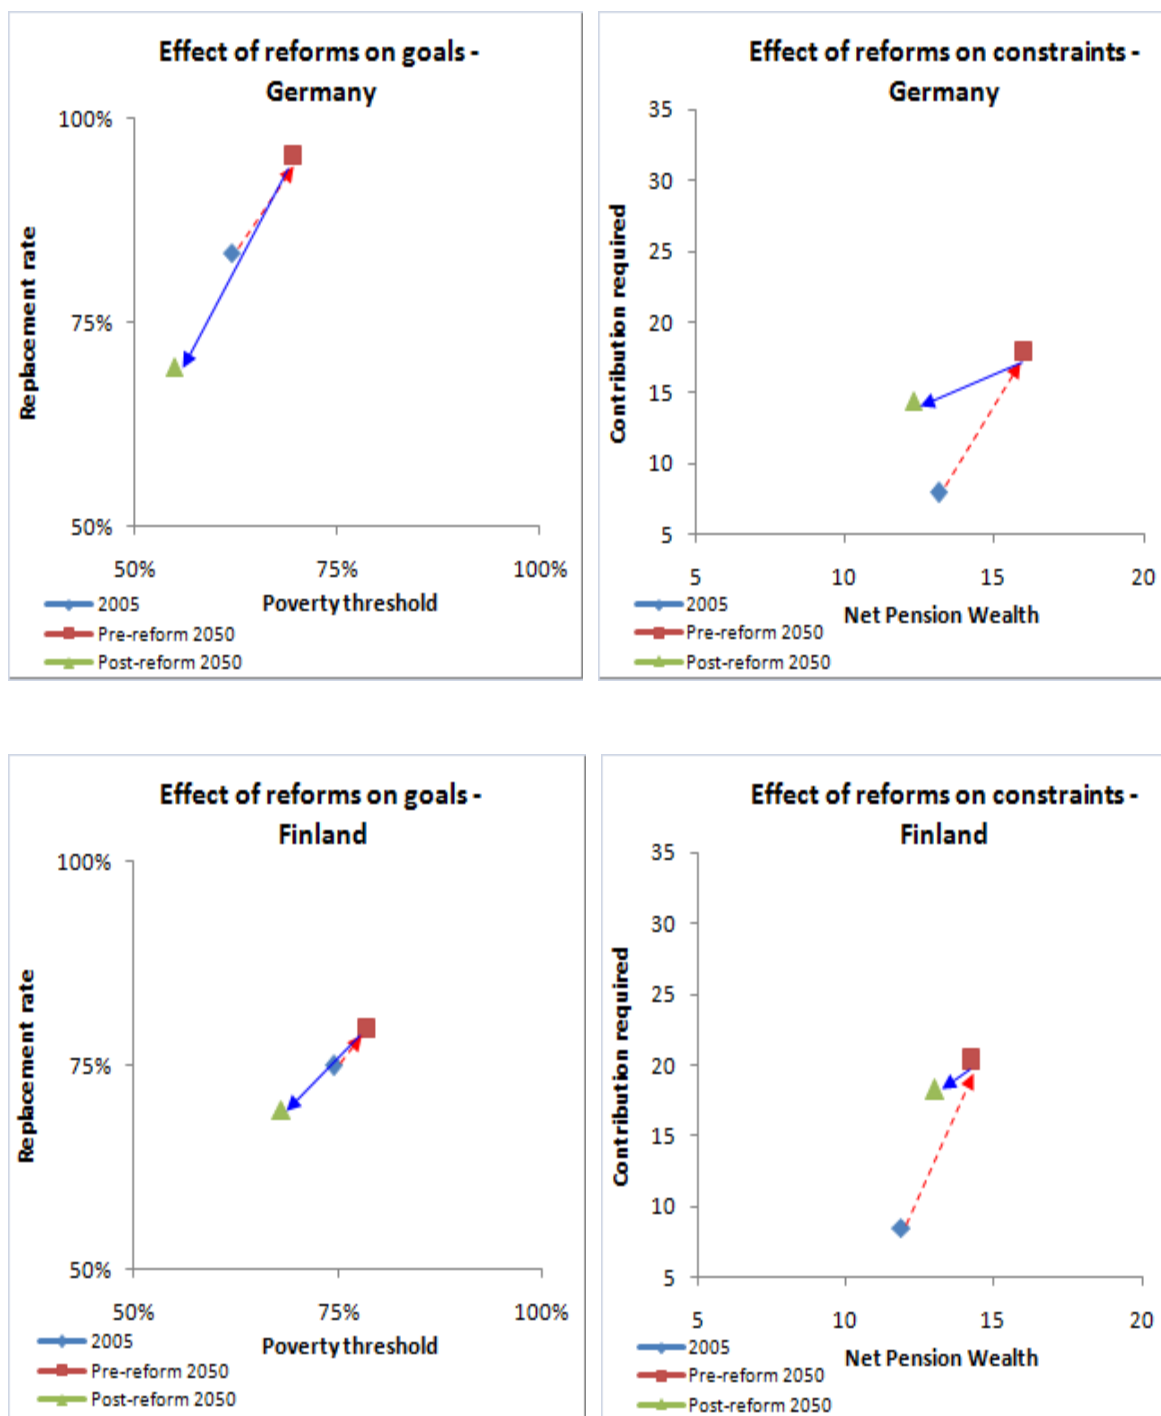 Effect of reforms on goals -
Germany
100%
75%
50%
50%
75%
100%
Replacement rate
Poverty threshold
2005
Pre-reform 2050
Post-reform 2050
Effect of reforms on constraints -
Germany
35
30
25
20
15
10
5
5
10
15
20
Contribution required
Net Pension Wealth
2005
Pre-reform 2050
Post-reform 2050
Effect of reforms on goals -
Finland
100%
75%
50%
50%
75%
100%
Replacement rate
Poverty threshold
2005
Pre-reform 2050
Post-reform 2050
Effect of reforms on constraints -
Finland
35
30
25
20
15
10
5
5
10
15
20
Contribution required
Net Pension Wealth
2005
Pre-reform 2050
Post-reform 2050